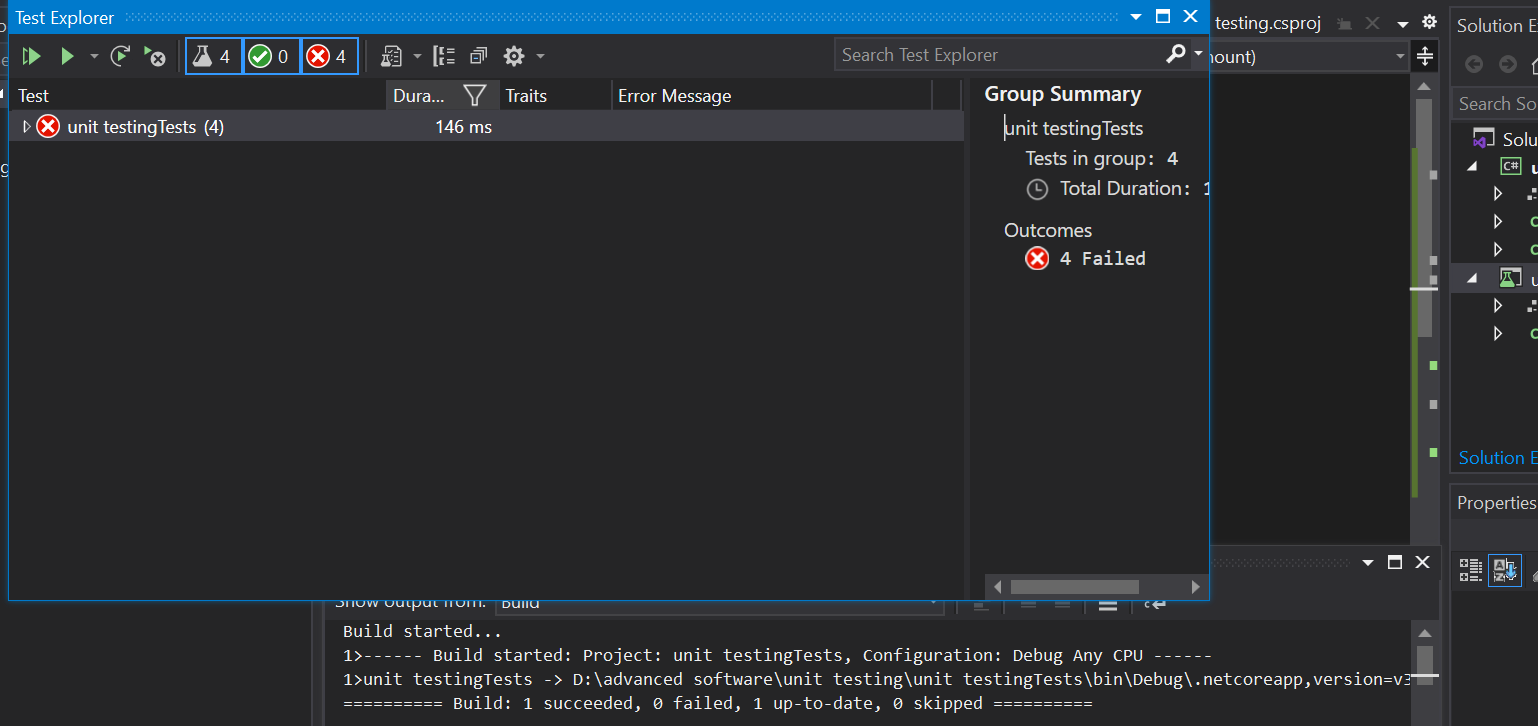 Test Explorer
testing.csproj
Solution E
4
0
4
Search Test Explorer
nount)
Test
Dura...
Traits
Error Message
unit testingTests (4)
146 ms
Group Summary
unit testingTests
Tests in group: 4
Total Duration: 1
Outcomes
4 Failed
Search So
Solu
C#
Solution E
Properties
Show output from: Build
Build started...
1>------ Build started: Project: unit testingTests, Configuration: Debug Any CPU ------
1>unit testingTests -> D:\advanced software\unit testing\unit testingTests\bin\Debug\.netcoreapp,version=v3
========== Build: 1 succeeded, 0 failed, 1 up-to-date, 0 skipped ==========